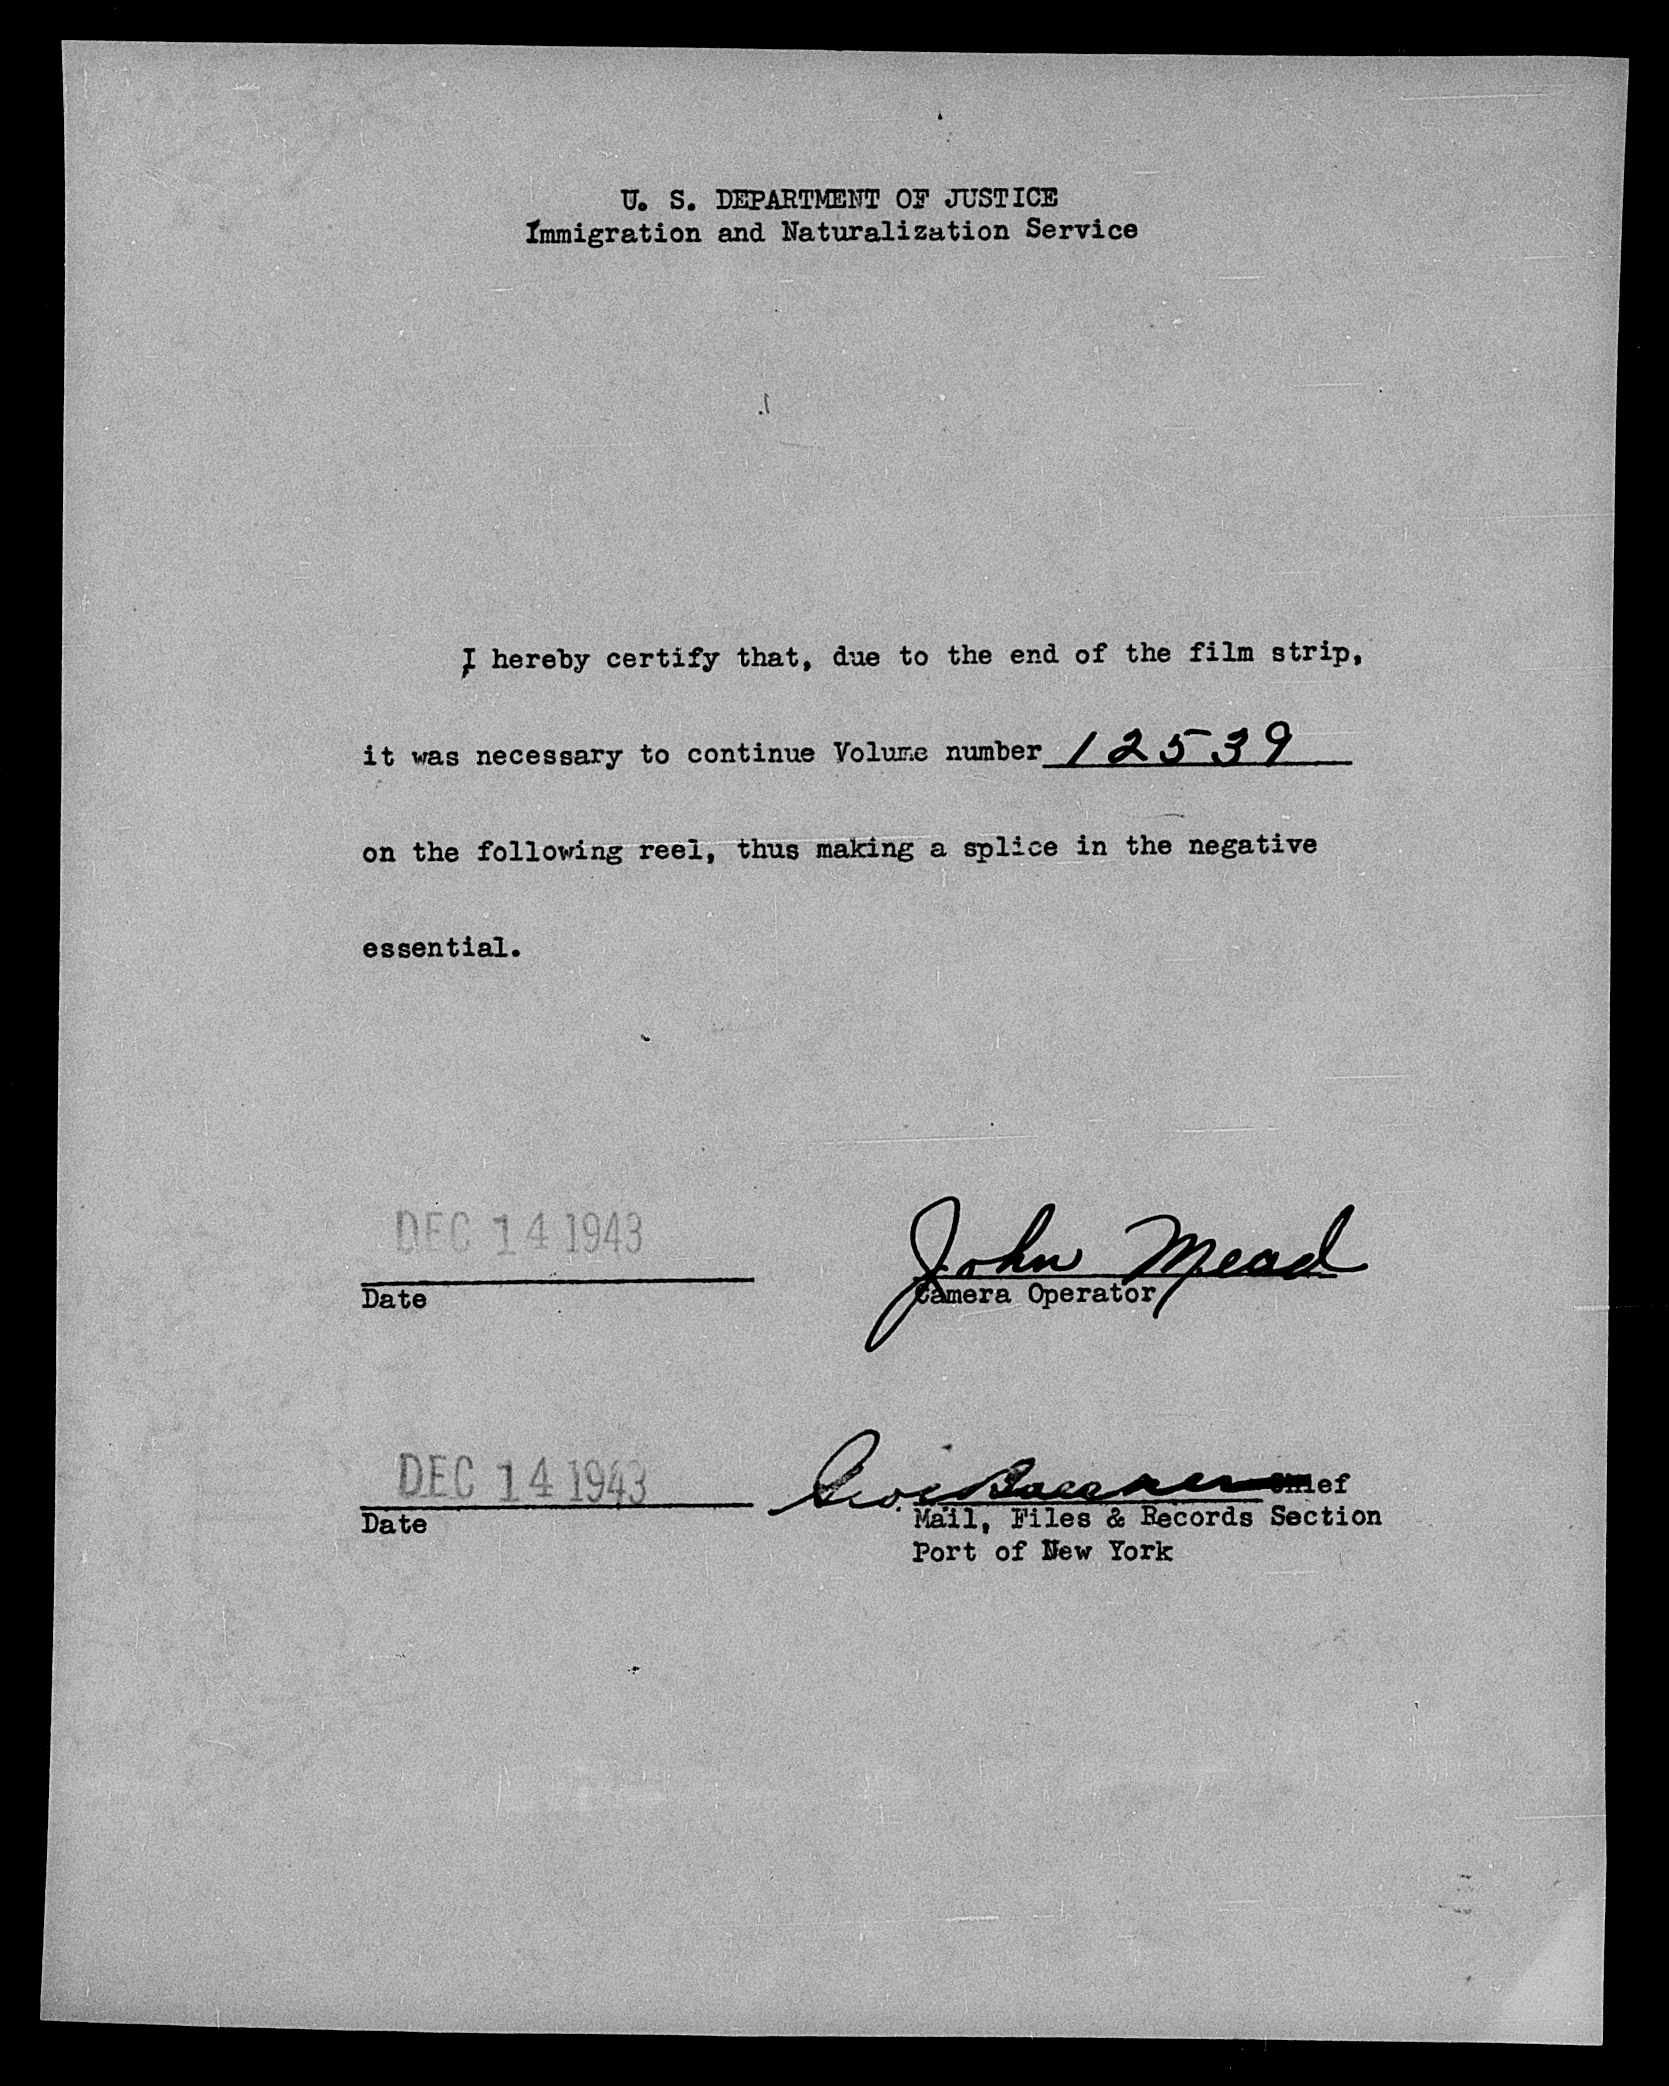 U. S. DEPARTMENT OF JUSTICE
Immigration and Naturalization Service
I hereby certify that, due to the end of the film strip,
it was necessary to continue Volume number 12539
on the following reel, thus making a splice in the negative
essential.
DEC 14 1943
John Mead
Date
Camera Operator
DEC 14 1943
Chief
Date
Mail, Files & Records Section
Port of New York